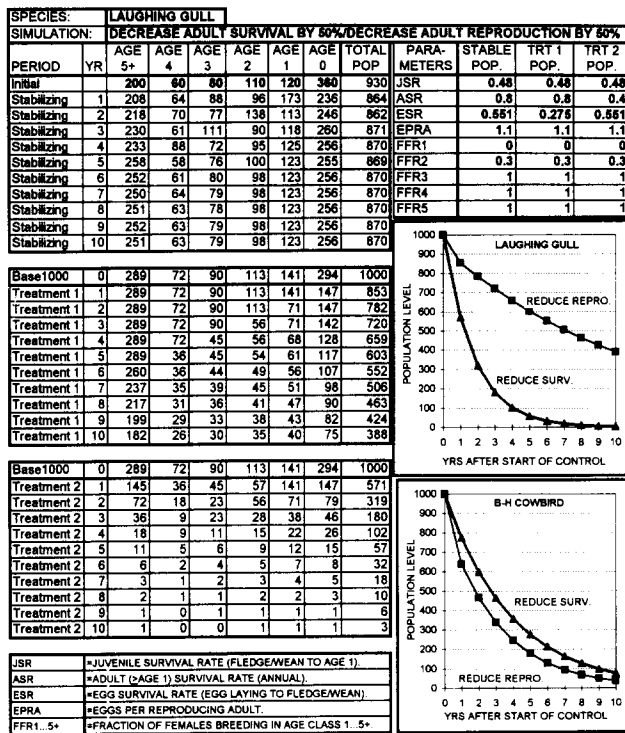 SPECIES: LAUGHING GULL
SIMULATION: DECREASE ADULT SURVIVAL BY 50%/DECREASE ADULT REPRODUCTION BY 50%
AGE AGE AGE AGE AGE AGE TOTAL PARA- STABLE TRT 1 TRT 2
PERIOD YR 5+ 4 3 2 1 0 POP METERS POP. POP. POP.
Initial 200 60 80 110 120 360 930 JSR 0.48 0.48 0.48
Stabilizing 1 208 64 88 96 173 236 864 ASR 0.8 0.8 0.4
Stabilizing 2 218 70 77 138 113 246 862 ESR 0.551 0.275 0.551
Stabilizing 3 230 61 111 90 118 260 871 EPRA 1.1 1.1 1.1
Stabilizing 4 233 88 72 95 125 256 870 FFR1 0 0 0
Stabilizing 5 258 58 76 100 123 255 869 FFR2 0.3 0.3 0.3
Stabilizing 6 252 61 80 98 123 256 870 FFR3 1 1 1
Stabilizing 7 250 64 79 98 123 256 870 FFR4 1 1 1
Stabilizing 8 251 63 78 98 123 256 870 FFR5 1 1 1
Stabilizing 9 252 63 79 98 123 256 870
Stabilizing 10 251 63 79 98 123 256 870
Base1000 0 289 72 90 113 141 294 1000
Treatment 1 1 289 72 90 113 141 147 853
Treatment 1 2 289 72 90 113 71 147 782
Treatment 1 3 289 72 90 56 71 142 720
Treatment 1 4 289 72 45 56 68 128 659
Treatment 1 5 289 36 45 54 61 117 603
Treatment 1 6 260 36 44 49 56 107 552
Treatment 1 7 237 35 39 45 51 98 506
Treatment 1 8 217 31 36 41 47 90 463
Treatment 1 9 199 29 33 38 43 82 424
Treatment 1 10 182 26 30 35 40 75 388
LAUGHING GULL
REDUCE REPRO.
REDUCE SURV.
POPULATION LEVEL
1000
900
800
700
600
500
400
300
200
100
0
0 1 2 3 4 5 6 7 8 9 10
YRS AFTER START OF CONTROL
Base1000 0 289 72 90 113 141 294 1000
Treatment 2 1 145 36 45 57 141 147 571
Treatment 2 2 72 18 23 56 71 79 319
Treatment 2 3 36 9 23 28 38 46 180
Treatment 2 4 18 9 11 15 22 26 102
Treatment 2 5 11 5 6 9 12 15 57
Treatment 2 6 6 2 4 5 7 8 32
Treatment 2 7 3 1 2 3 4 5 18
Treatment 2 8 2 1 1 2 2 3 10
Treatment 2 9 1 0 1 1 1 1 6
Treatment 2 10 1 0 0 1 1 1 3
B-H COWBIRD
REDUCE SURV.
REDUCE REPRO.
POPULATION LEVEL
1000
900
800
700
600
500
400
300
200
100
0
0 1 2 3 4 5 6 7 8 9 10
YRS AFTER START OF CONTROL
JSR =JUVENILE SURVIVAL RATE (FLEDGE/WEAN TO AGE 1).
ASR =ADULT (≥AGE 1) SURVIVAL RATE (ANNUAL).
ESR =EGG SURVIVAL RATE (EGG LAYING TO FLEDGE/WEAN).
EPRA =EGGS PER REPRODUCING ADULT.
FFR1...5+ =FRACTION OF FEMALES BREEDING IN AGE CLASS 1...5+.